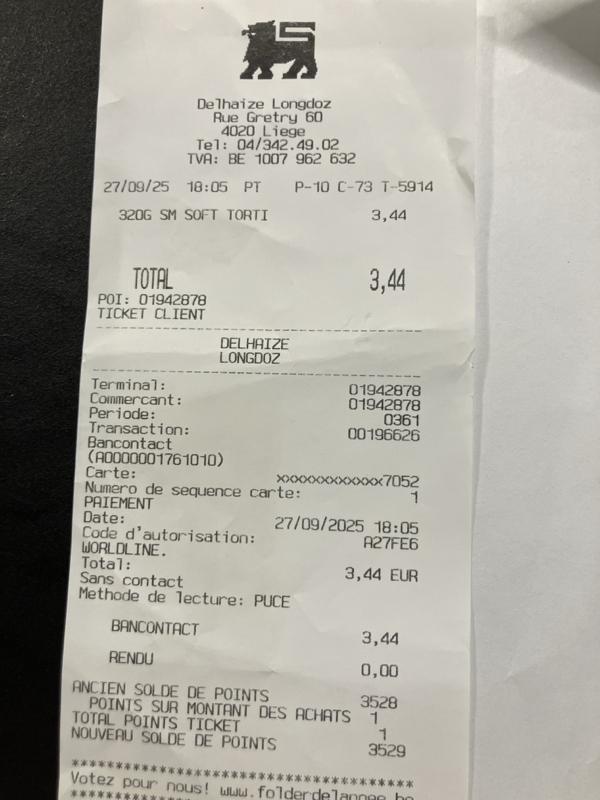 Delhaize Longdoz
Rue Gretry 60
4020 Liege
Tel: 04/342.49.02
TVA: BE 1007 962 632
27/09/25 18:05 PT P-10 C-73 T-5914
320G SM SOFT TORTI 3,44
TOTAL 3,44
POI: 01942878
TICKET CLIENT
DELHAIZE
LONGDOZ
Terminal: 01942878
Commercant: 01942878
Periode: 0361
Transaction: 00196626
Bancontact
(A0000001761010)
Carte: xxxxxxxxxxxx7052
Numero de sequence carte: 1
PAIEMENT
Date: 27/09/2025 18:05
Code d'autorisation: A27FE6
WORLDLINE.
Total: 3,44 EUR
Sans contact
Methode de lecture: PUCE
BANCONTACT 3,44
RENDU 0,00
ANCIEN SOLDE DE POINTS 3528
POINTS SUR MONTANT DES ACHATS 1
TOTAL POINTS TICKET 1
NOUVEAU SOLDE DE POINTS 3529
****************************************
Votez pour nous! www.folderdelannee.be